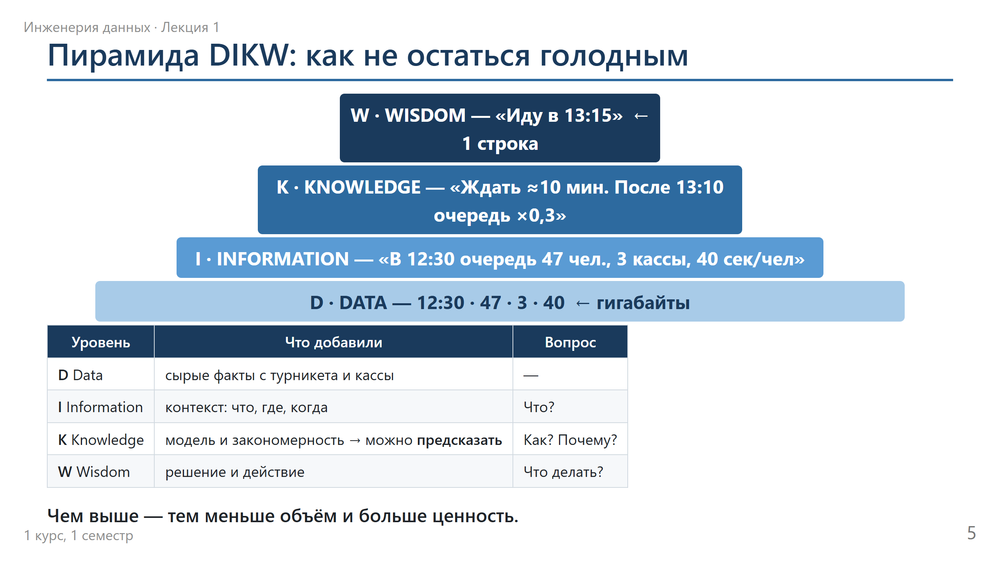 Инженерия данных · Лекция 1
Пирамида DIKW: как не остаться голодным
W · WISDOM — «Иду в 13:15» ←
1 строка
K · KNOWLEDGE — «Ждать ≈10 мин. После 13:10
очередь ×0,3»
I · INFORMATION — «В 12:30 очередь 47 чел., 3 кассы, 40 сек/чел»
D · DATA — 12:30 · 47 · 3 · 40 ← гигабайты
Уровень Что добавили Вопрос
D Data сырые факты с турникета и кассы —
I Information контекст: что, где, когда Что?
K Knowledge модель и закономерность → можно предсказать Как? Почему?
W Wisdom решение и действие Что делать?
Чем выше — тем меньше объём и больше ценность.
1 курс, 1 семестр
5